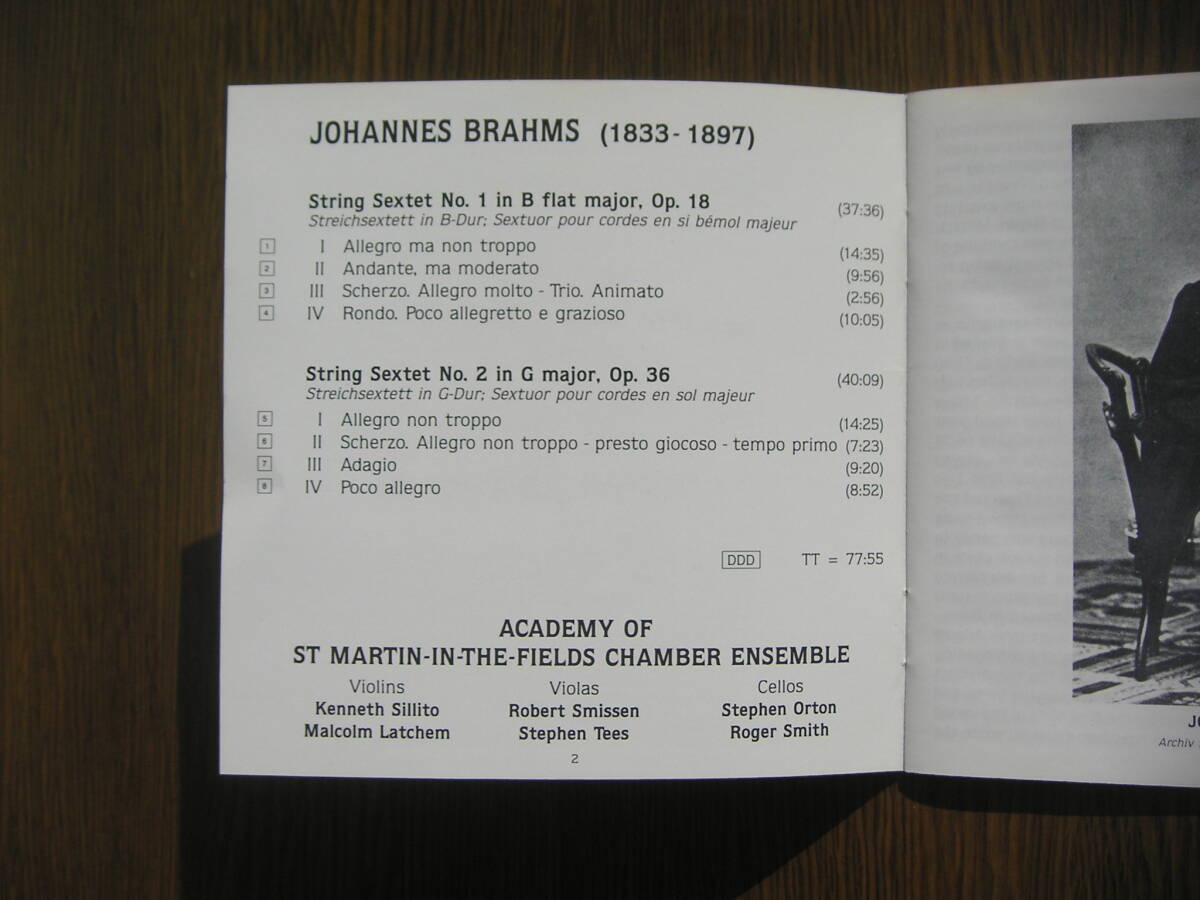 JOHANNES BRAHMS (1833-1897)
String Sextet No. 1 in B flat major, Op. 18 (37:36)
Streichsextett in B-Dur; Sextuor pour cordes en si bémol majeur
1 I Allegro ma non troppo (14:35)
2 II Andante, ma moderato (9:56)
3 III Scherzo. Allegro molto - Trio. Animato (2:56)
4 IV Rondo. Poco allegretto e grazioso (10:05)
String Sextet No. 2 in G major, Op. 36 (40:09)
Streichsextett in G-Dur; Sextuor pour cordes en sol majeur
5 I Allegro non troppo (14:25)
6 II Scherzo. Allegro non troppo - presto giocoso - tempo primo (7:23)
7 III Adagio (9:20)
8 IV Poco allegro (8:52)
DDD TT = 77:55
ACADEMY OF
ST MARTIN-IN-THE-FIELDS CHAMBER ENSEMBLE
Violins Violas Cellos
Kenneth Sillito Robert Smissen Stephen Orton
Malcolm Latchem Stephen Tees Roger Smith
2
Archiv